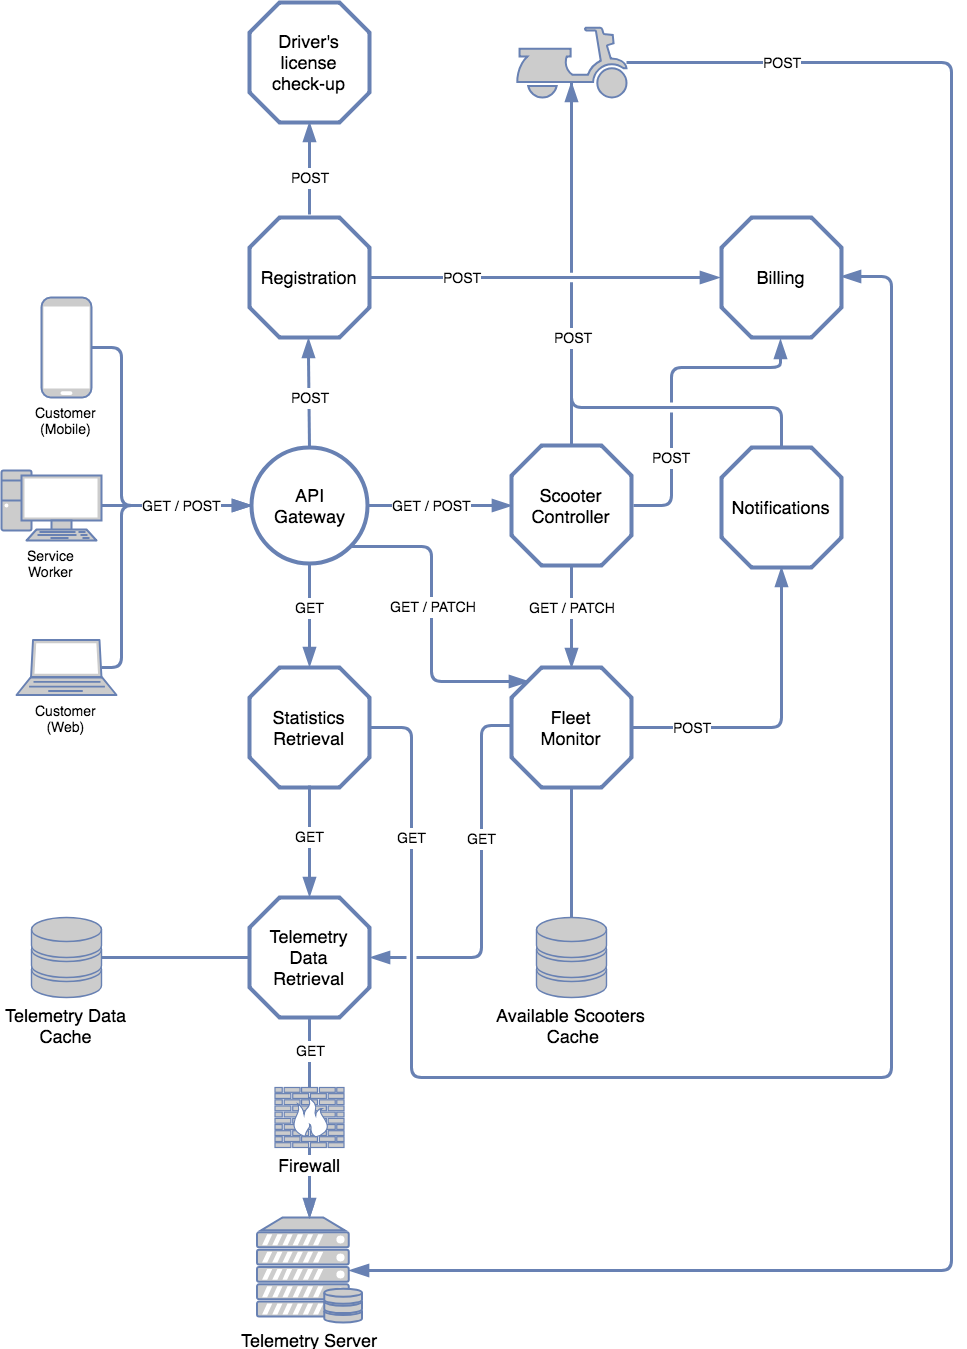 Driver's
license
check-up
POST
POST
Registration
POST
Billing
POST
POST
Customer
(Mobile)
POST
GET / POST
API
Gateway
GET / POST
Scooter
Controller
Notifications
Service
Worker
GET
GET / PATCH
GET / PATCH
Customer
(Web)
Statistics
Retrieval
Fleet
Monitor
POST
GET
GET
GET
Telemetry
Data
Retrieval
Telemetry Data
Cache
Available Scooters
Cache
GET
Firewall
Telemetry Server